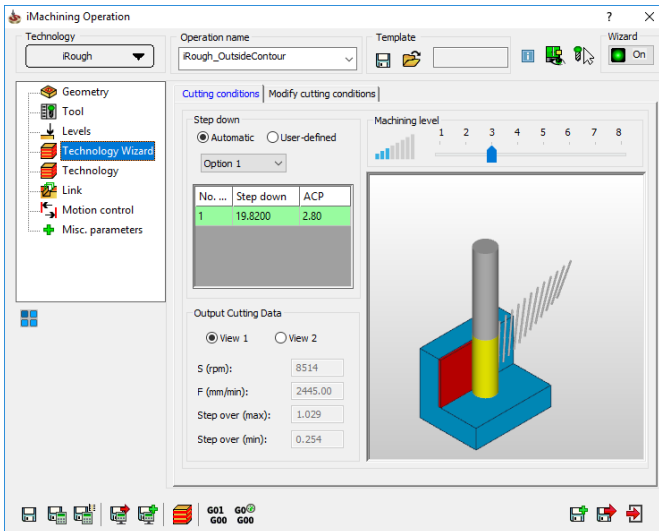 iMachining Operation ? X
Technology
iRough
Operation name
iRough_OutsideContour
Template
Wizard
On
Geometry
Tool
Levels
Technology Wizard
Technology
Link
Motion control
Misc. parameters
Cutting conditions Modify cutting conditions
Step down
Automatic User-defined
Option 1
No. ... Step down ACP
1 19.8200 2.80
Output Cutting Data
View 1 View 2
S (rpm): 8514
F (mm/min): 2445.00
Step over (max): 1.029
Step over (min): 0.254
Machining level
1 2 3 4 5 6 7 8
G01 G0
G00 G00